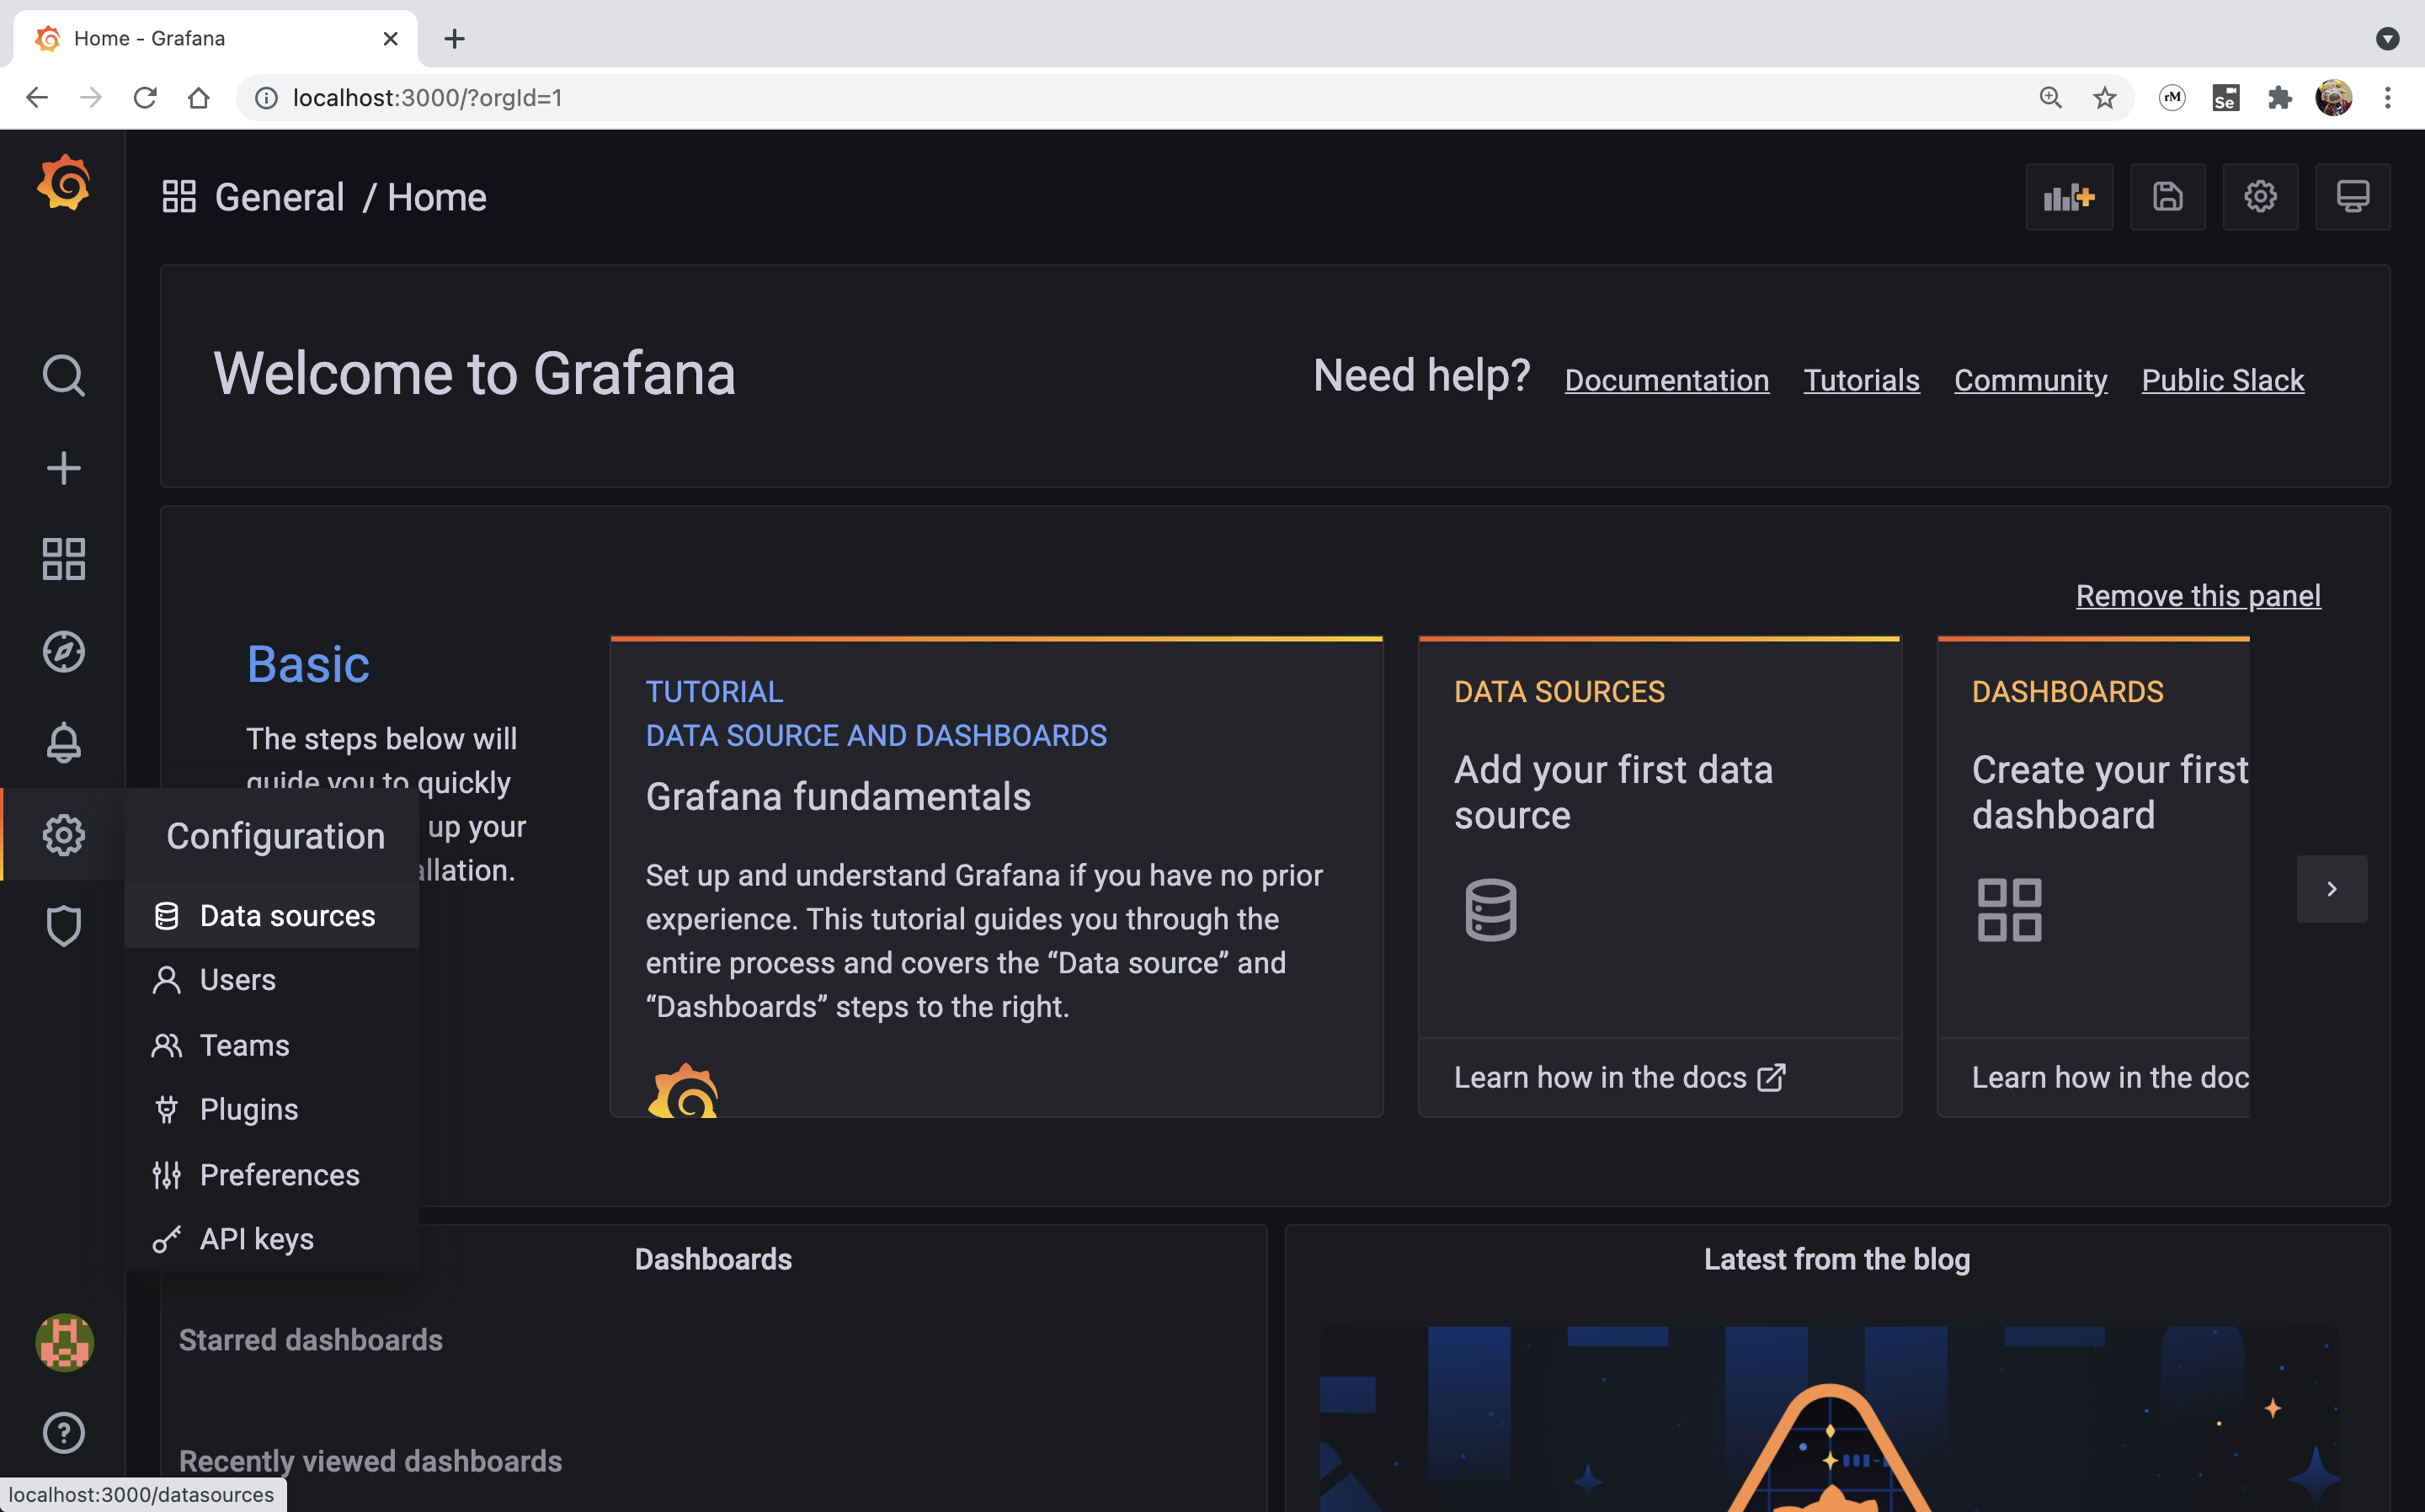 Home - Grafana
localhost:3000/?orgId=1
rM
Se
General / Home
Welcome to Grafana
Need help? Documentation Tutorials Community Public Slack
Remove this panel
Basic
The steps below will
guide you to quickly
up your
allation.
TUTORIAL
DATA SOURCE AND DASHBOARDS
Grafana fundamentals
Set up and understand Grafana if you have no prior
experience. This tutorial guides you through the
entire process and covers the “Data source” and
“Dashboards” steps to the right.
DATA SOURCES
Add your first data
source
Learn how in the docs
DASHBOARDS
Create your first
dashboard
Learn how in the doc
Configuration
Data sources
Users
Teams
Plugins
Preferences
API keys
Dashboards
Starred dashboards
Recently viewed dashboards
Latest from the blog
localhost:3000/datasources